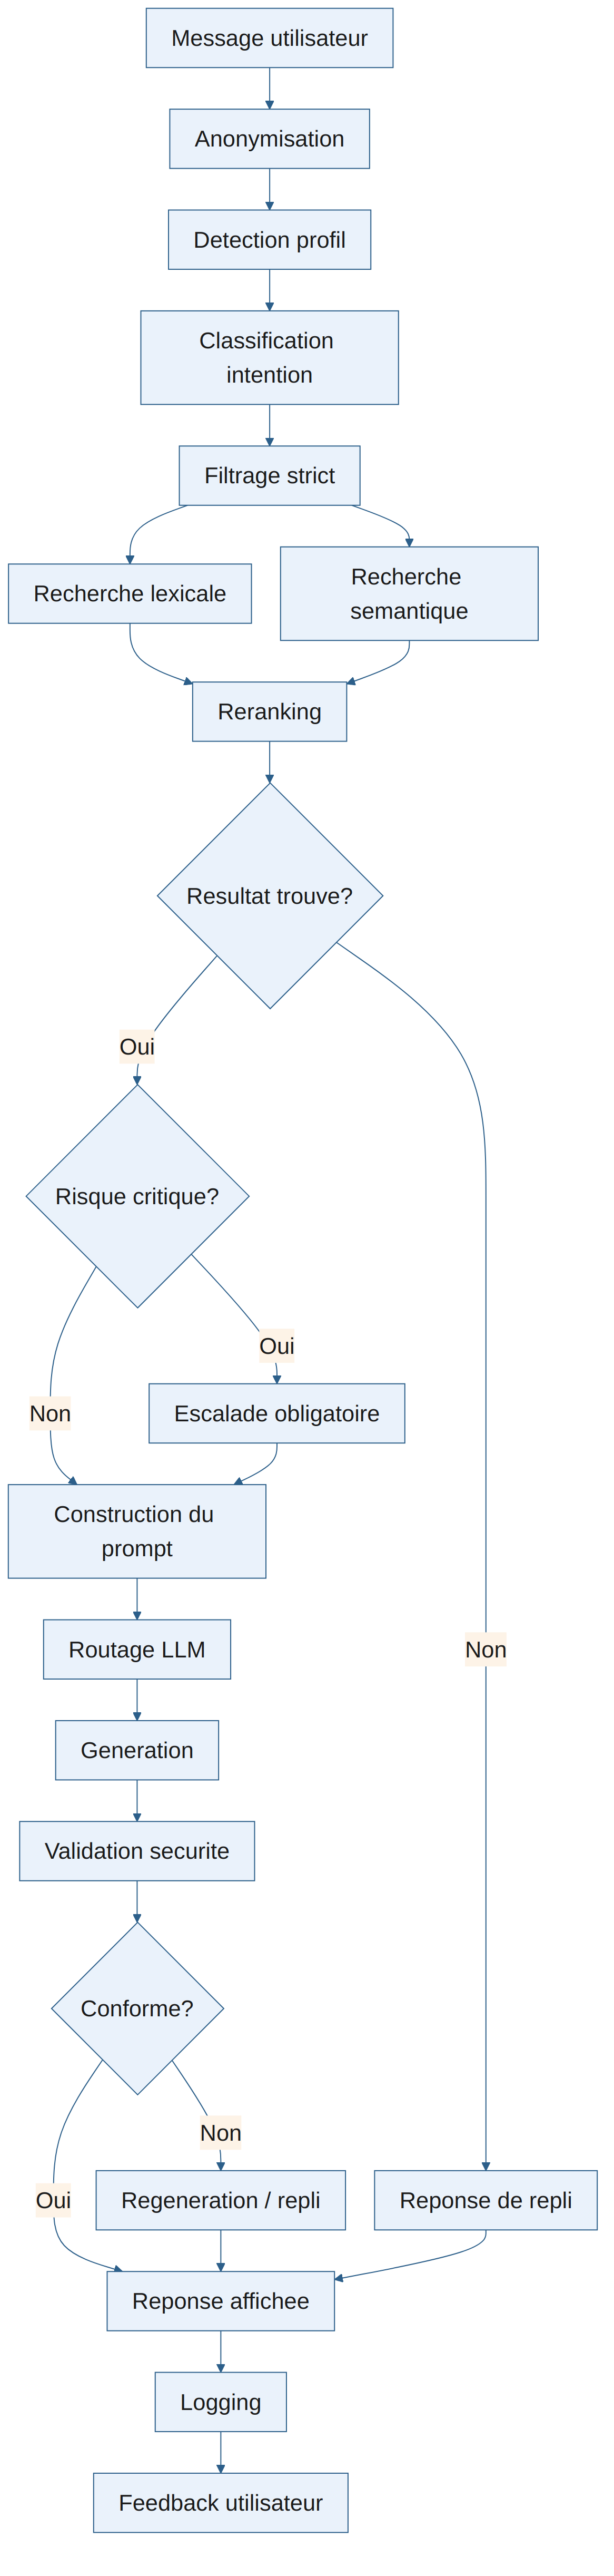 Message utilisateur
Anonymisation
Detection profil
Classification
intention
Filtrage strict
Recherche lexicale
Recherche
semantique
Reranking
Resultat trouve?
Oui
Risque critique?
Oui
Non
Escalade obligatoire
Construction du
prompt
Routage LLM
Non
Generation
Validation securite
Conforme?
Non
Oui
Regeneration / repli
Reponse de repli
Reponse affichee
Logging
Feedback utilisateur